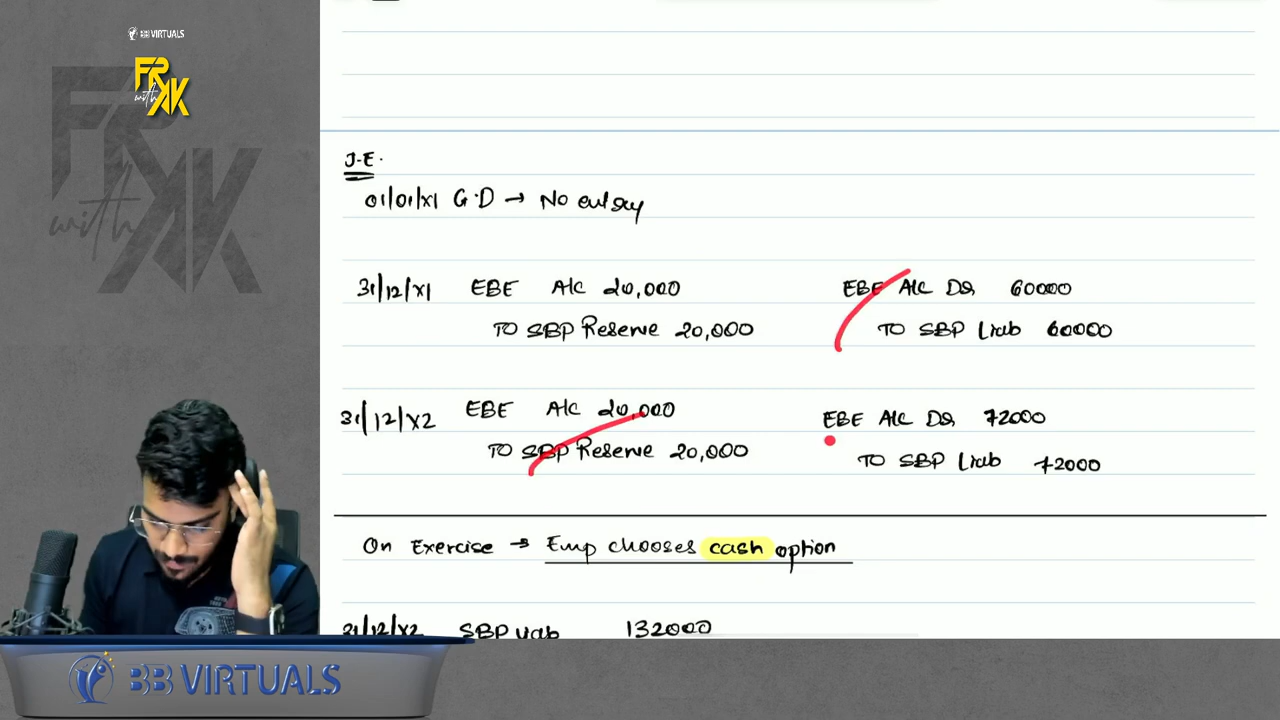 BB VIRTUALS
FR
with AK
J.E.
01/01/X1 G.D → No entry
31/12/X1 EBE A/c 20,000 EBE A/c Dr 60000
TO SBP Reserve 20,000 TO SBP Liab 60000
31/12/X2 EBE A/c 20,000 EBE A/c Dr 72000
TO SBP Reserve 20,000 TO SBP Liab 72000
On Exercise → Emp chooses cash option
31/12/X2 SBP Liab 132000
BB VIRTUALS